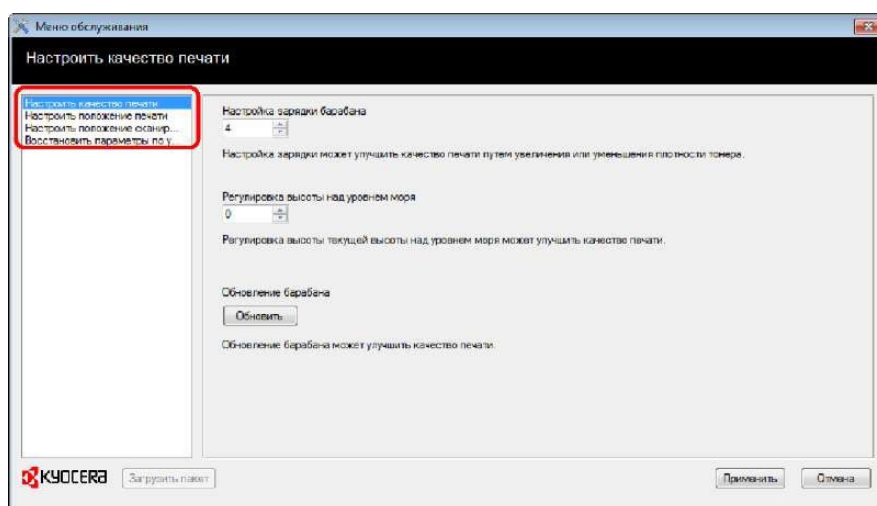 Меню обслуживания
Настроить качество печати
Настроить качество печати
Настроить положение печати
Настроить положение сканир...
Восстановить параметры по у...
Настройка зарядки барабана
4
Настройка зарядки может улучшить качество печати путем увеличения или уменьшения плотности тонера.
Регулировка высоты над уровнем моря
0
Регулировка высоты текущей высоты над уровнем моря может улучшить качество печати.
Обновление барабана
Обновить
Обновление барабана может улучшить качество печати.
KYOCERA
Загрузить пакет
Применить
Отмена